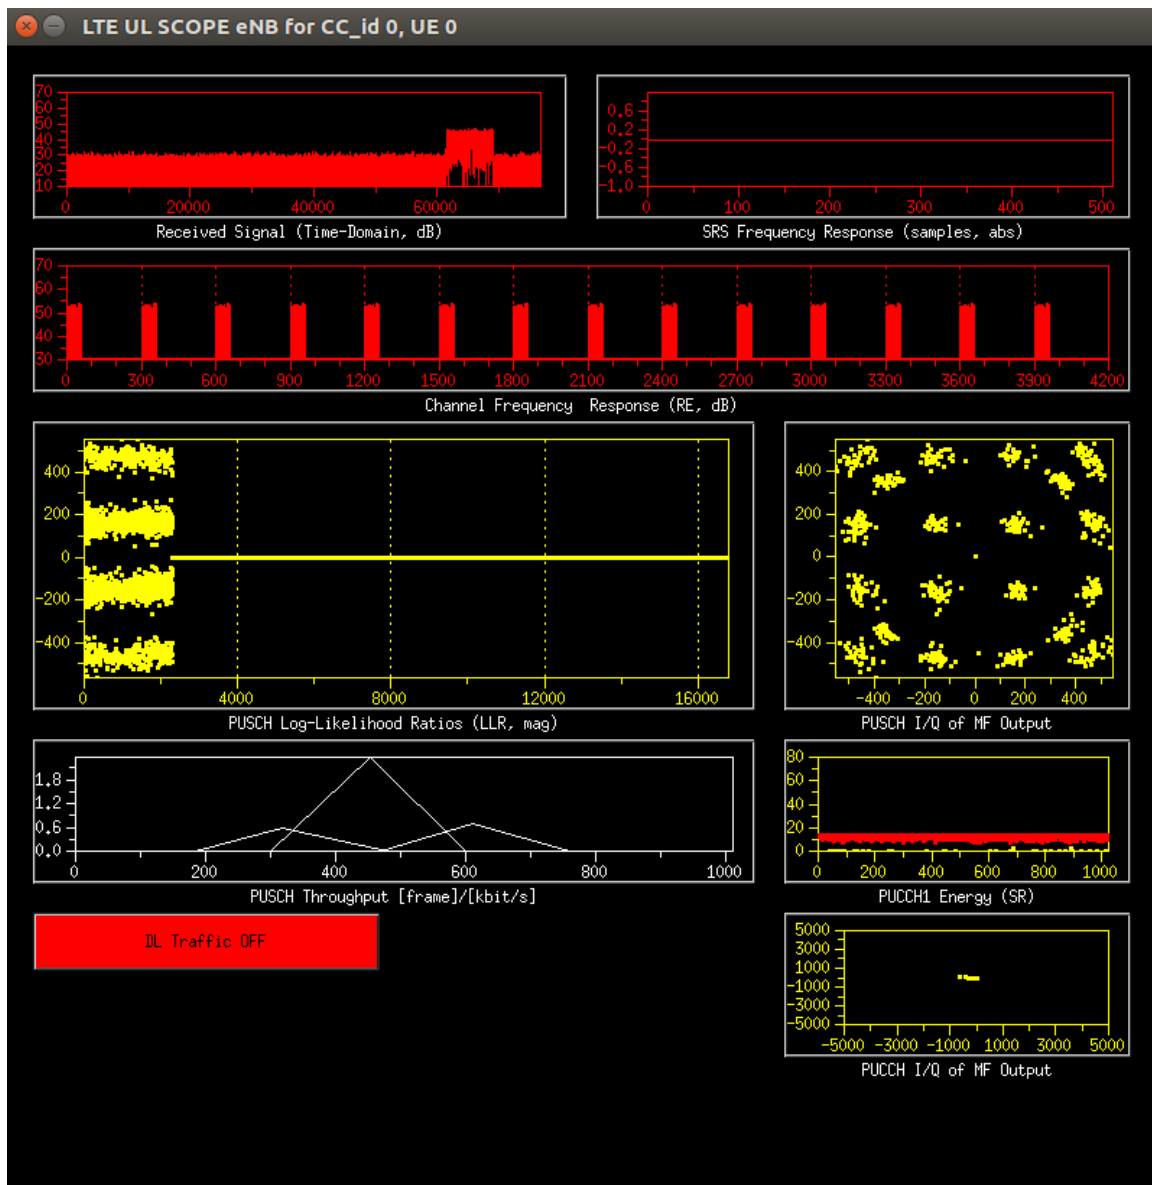 LTE UL SCOPE eNB for CC_id 0, UE 0
70
60
50
40
30
20
10
0 20000 40000 60000
Received Signal (Time-Domain, dB)
0.6
0.2
-0.2
-0.6
-1.0
0 100 200 300 400 500
SRS Frequency Response (samples, abs)
70
60
50
40
30
0 300 600 900 1200 1500 1800 2100 2400 2700 3000 3300 3600 3900 4200
Channel Frequency  Response (RE, dB)
400
200
0
-200
-400
0 4000 8000 12000 16000
PUSCH Log-Likelihood Ratios (LLR, mag)
400
200
0
-200
-400
-400 -200 0 200 400
PUSCH I/Q of MF Output
1.8
1.2
0.6
0.0
0 200 400 600 800 1000
PUSCH Throughput [frame]/[kbit/s]
80
60
40
20
0
0 200 400 600 800 1000
PUCCH1 Energy (SR)
DL Traffic OFF
5000
3000
1000
-1000
-3000
-5000
-5000 -3000 -1000 1000 3000 5000
PUCCH I/Q of MF Output